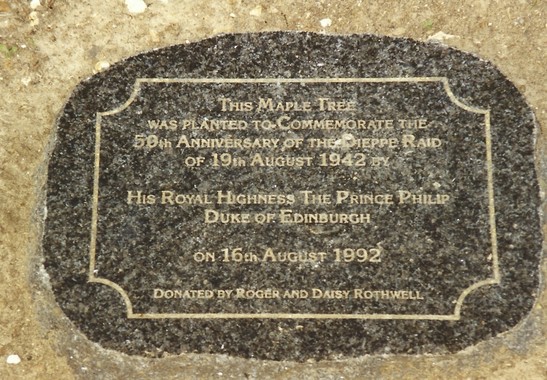 This Maple Tree
was planted to Commemorate the
50th Anniversary of the Dieppe Raid
of 19th August 1942 by
His Royal Highness The Prince Philip
Duke of Edinburgh
on 16th August 1992
Donated by Roger and Daisy Rothwell